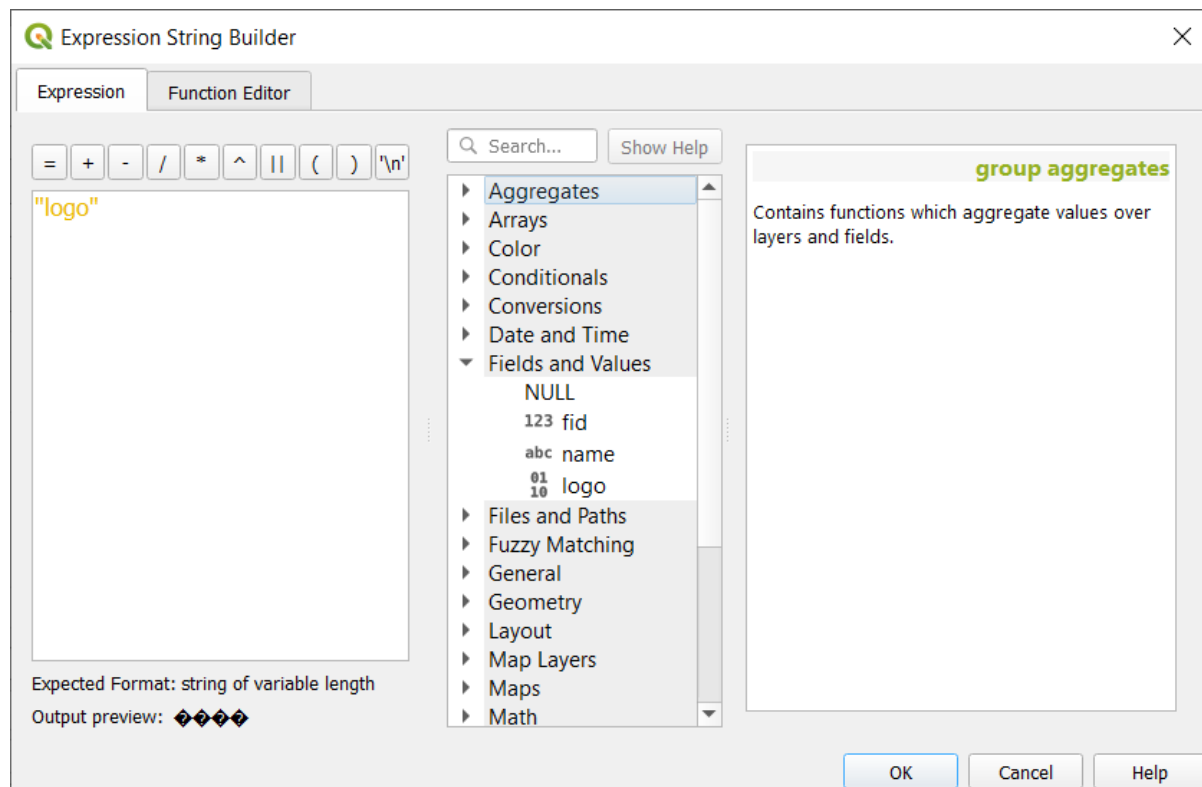 Expression String Builder
Expression Function Editor
= + - / * ^ || ( ) '\n'
"logo"
Expected Format: string of variable length
Output preview: ����
Search... Show Help
Aggregates
Arrays
Color
Conditionals
Conversions
Date and Time
Fields and Values
NULL
123 fid
abc name
01
10 logo
Files and Paths
Fuzzy Matching
General
Geometry
Layout
Map Layers
Maps
Math
group aggregates
Contains functions which aggregate values over
layers and fields.
OK Cancel Help